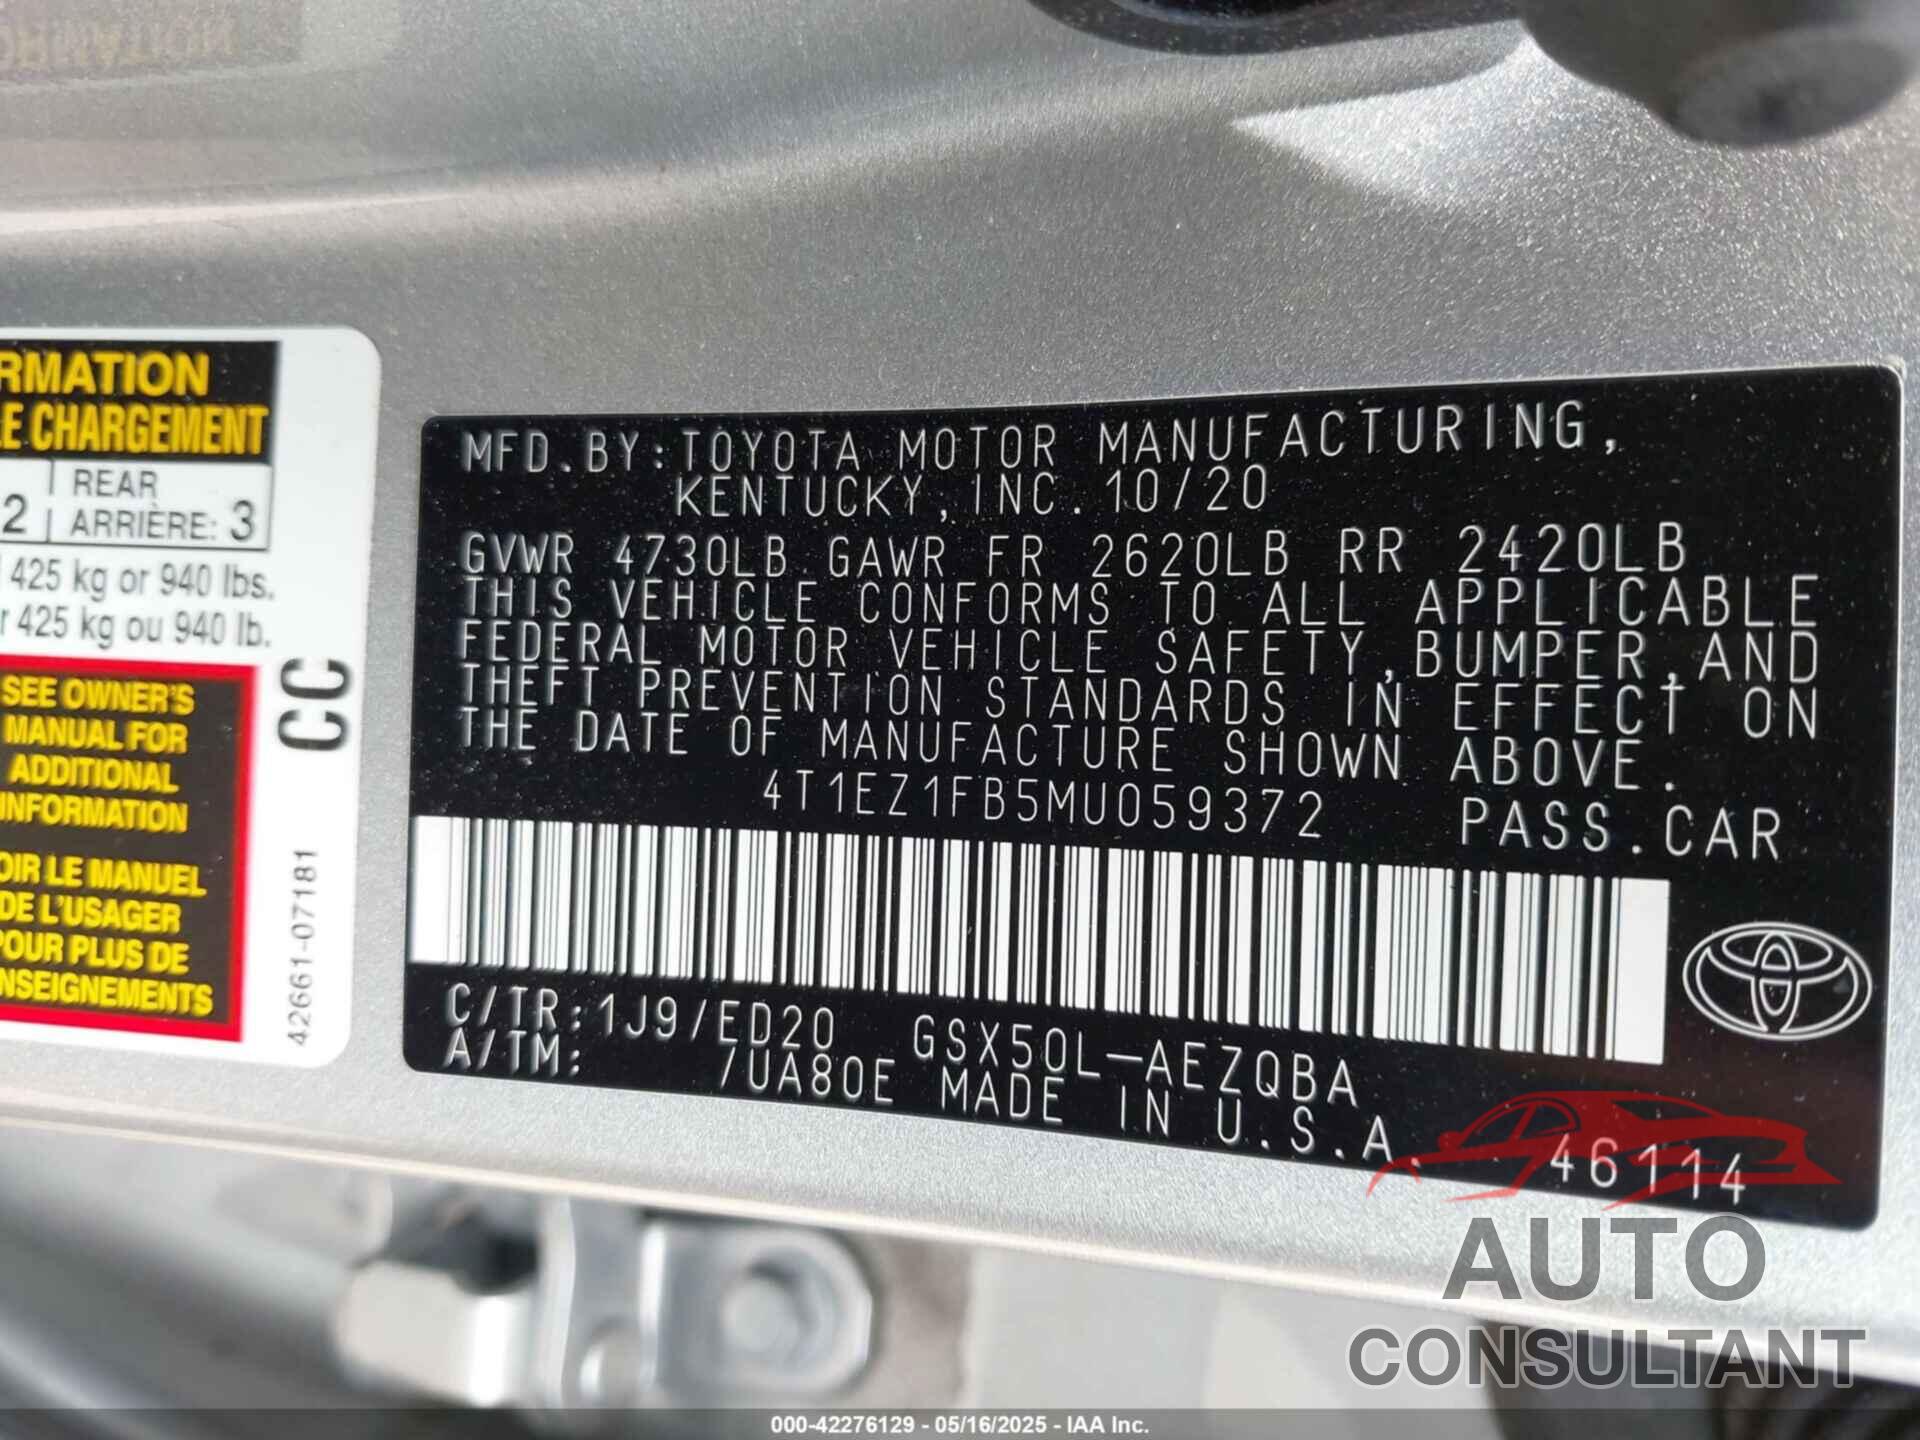 RMATION
LE CHARGEMENT
2 REAR
ARRIÈRE: 3
425 kg or 940 lbs.
r 425 kg ou 940 lb.
SEE OWNER'S
MANUAL FOR
ADDITIONAL
INFORMATION
OIR LE MANUEL
DE L'USAGER
POUR PLUS DE
NSEIGNEMENTS
CC
42661-07181
MFD.BY:TOYOTA MOTOR MANUFACTURING,
KENTUCKY, INC. 10/20
GVWR 4730LB GAWR FR 2620LB RR 2420LB
THIS VEHICLE CONFORMS TO ALL APPLICABLE
FEDERAL MOTOR VEHICLE SAFETY,BUMPER,AND
THEFT PREVENTION STANDARDS IN EFFECT ON
THE DATE OF MANUFACTURE SHOWN ABOVE.
4T1EZ1FB5MU059372 PASS.CAR
C/TR:1J9/ED20 GSX50L-AEZQBA
A/TM: /UA80E MADE IN U.S.A. 46114
AUTO
CONSULTANT
000-42276129 - 05/16/2025 - IAA Inc.